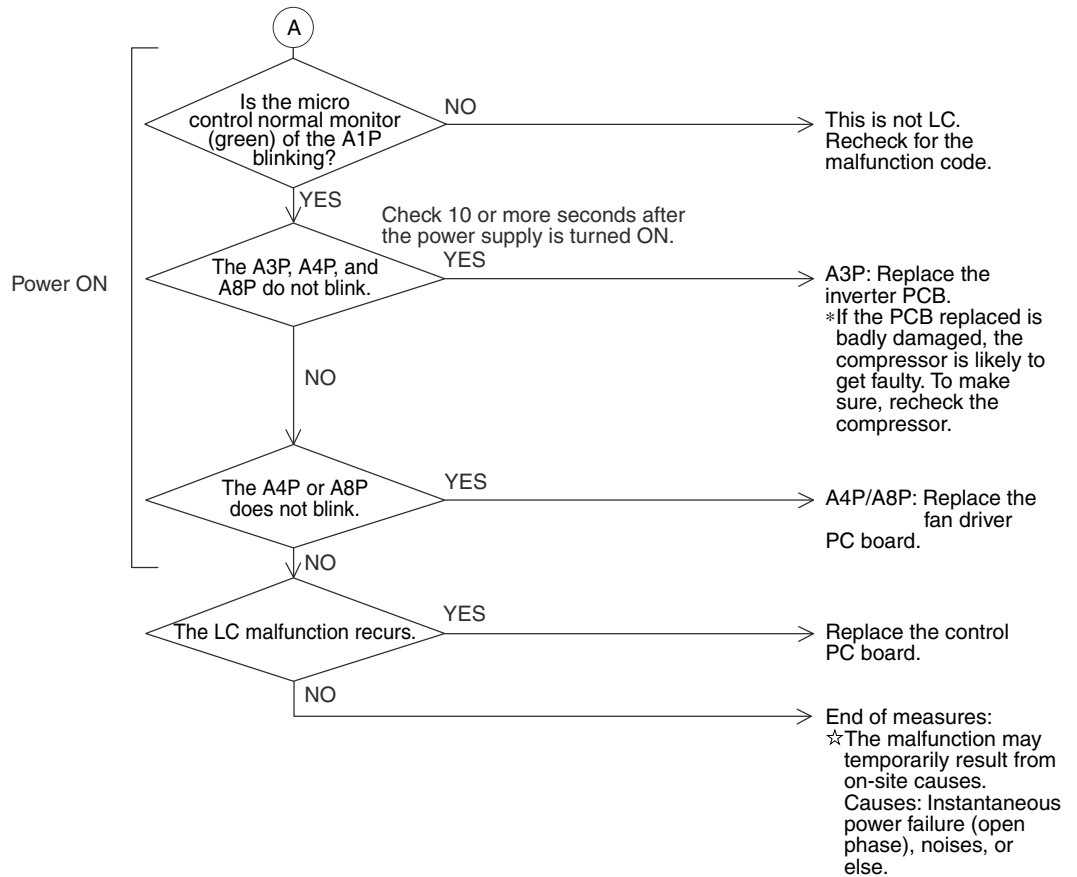 A
Is the micro
control normal monitor
(green) of the A1P
blinking?
NO
This is not LC.
Recheck for the
malfunction code.
YES
Check 10 or more seconds after
the power supply is turned ON.
Power ON
The A3P, A4P, and
A8P do not blink.
YES
A3P: Replace the
inverter PCB.
*If the PCB replaced is
badly damaged, the
compressor is likely to
get faulty. To make
sure, recheck the
compressor.
NO
The A4P or A8P
does not blink.
YES
A4P/A8P: Replace the
fan driver
PC board.
NO
The LC malfunction recurs.
YES
Replace the control
PC board.
NO
End of measures:
☆The malfunction may
temporarily result from
on-site causes.
Causes: Instantaneous
power failure (open
phase), noises, or
else.